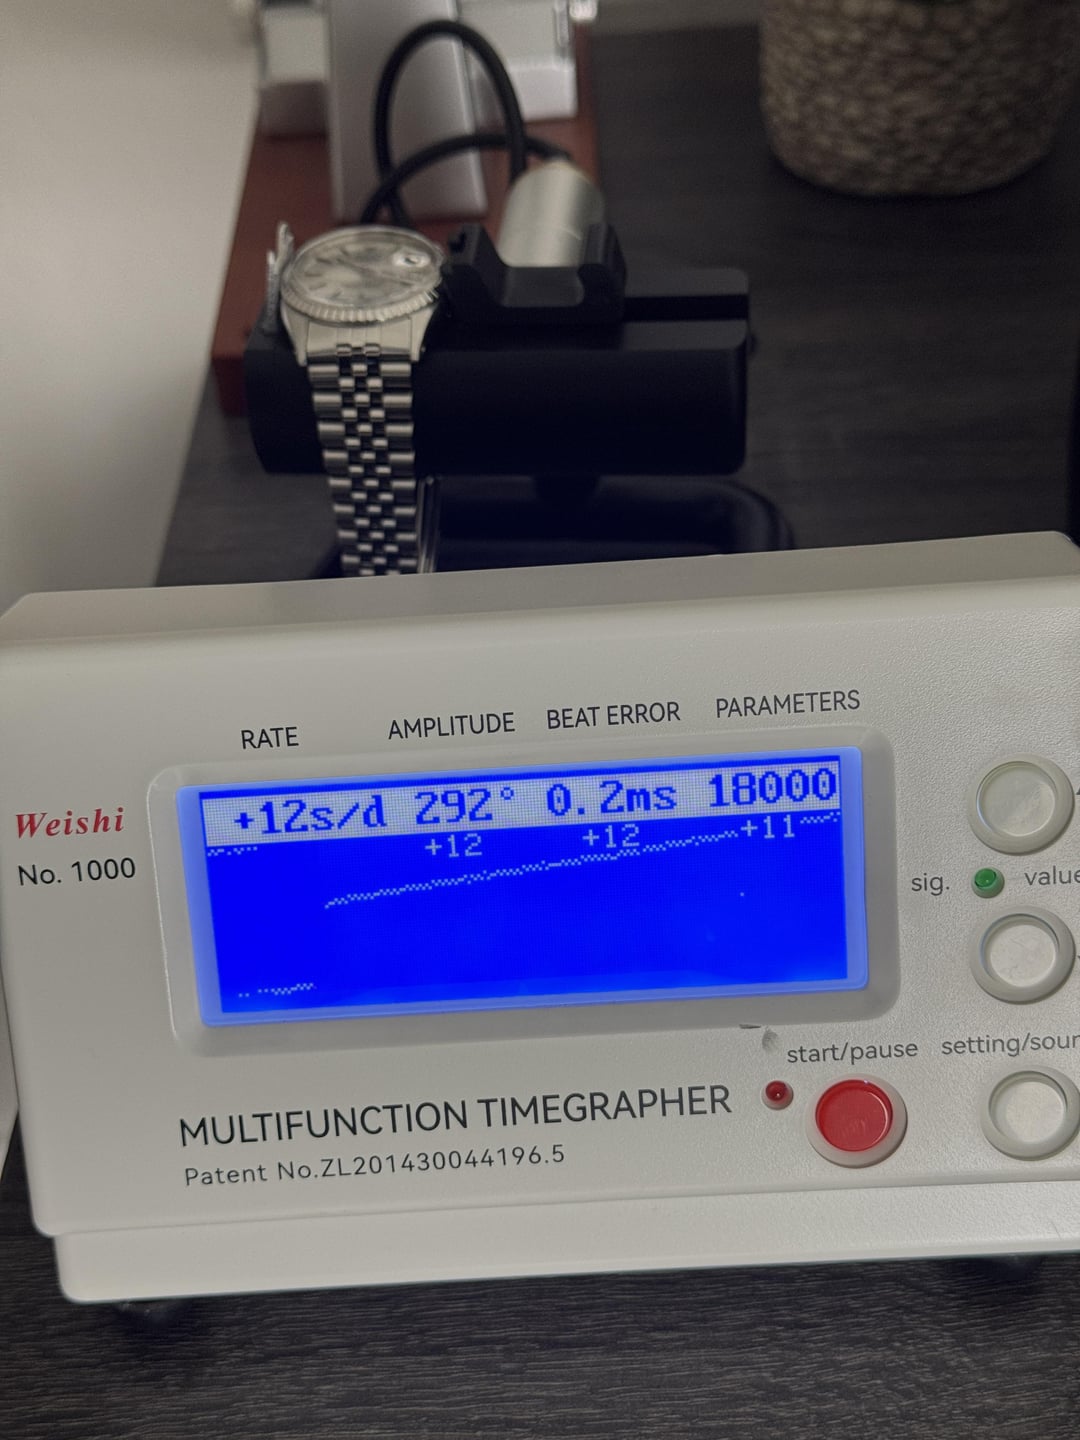 RATE AMPLITUDE BEAT ERROR PARAMETERS
+12s/d 292° 0.2ms 18000
+12 +12 +11
Weishi
No. 1000
sig.
start/pause
MULTIFUNCTION TIMEGRAPHER
Patent No.ZL201430044196.5